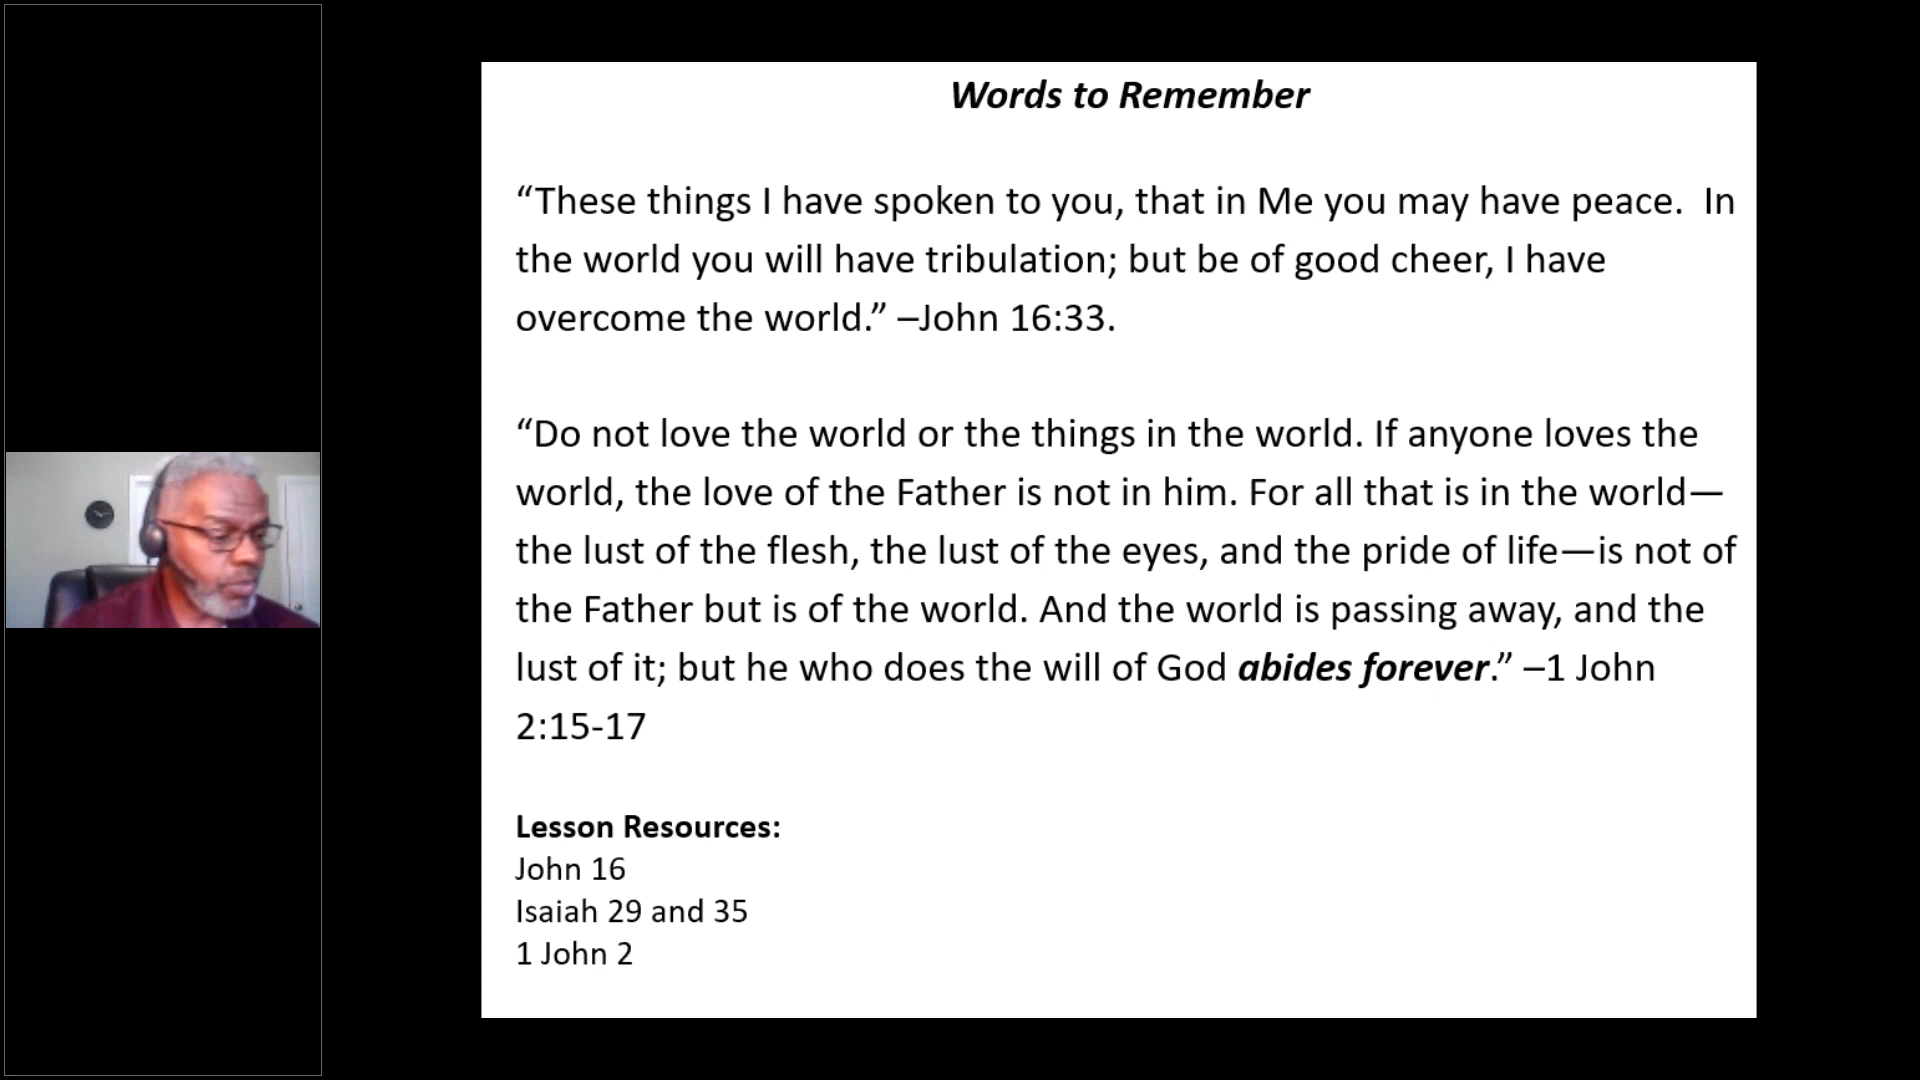 Words to Remember
“These things I have spoken to you, that in Me you may have peace.  In
the world you will have tribulation; but be of good cheer, I have
overcome the world.” –John 16:33.
“Do not love the world or the things in the world. If anyone loves the
world, the love of the Father is not in him. For all that is in the world—
the lust of the flesh, the lust of the eyes, and the pride of life—is not of
the Father but is of the world. And the world is passing away, and the
lust of it; but he who does the will of God abides forever.” –1 John
2:15-17
Lesson Resources:
John 16
Isaiah 29 and 35
1 John 2